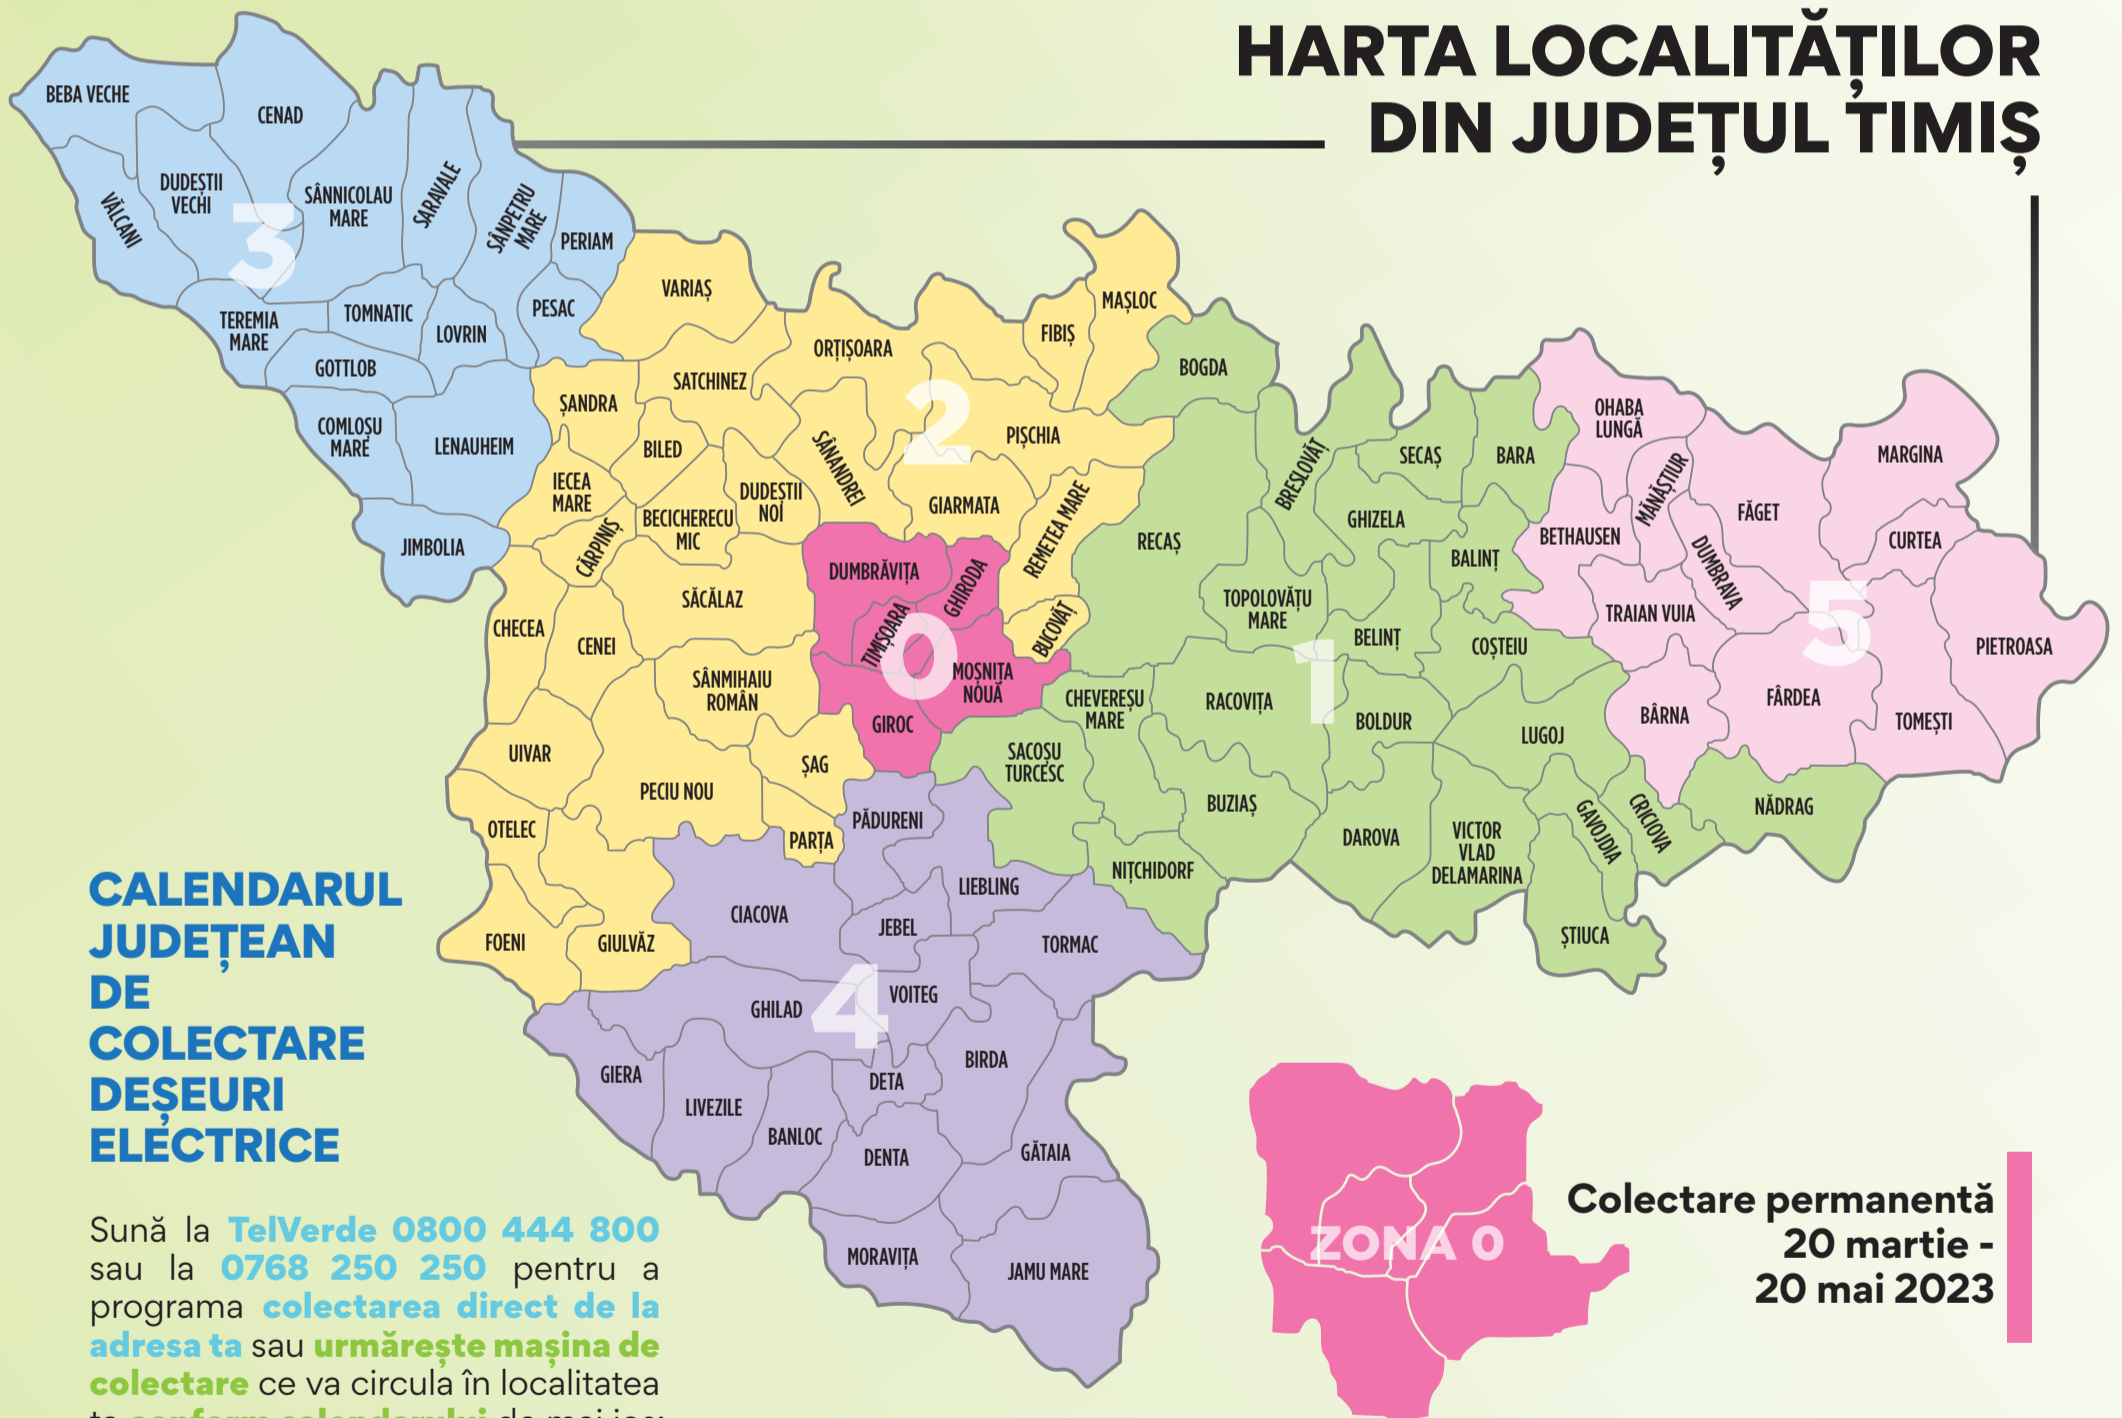 HARTA LOCALITĂȚILOR
DIN JUDEȚUL TIMIȘ
BEBA VECHE
CENAD
DUDEȘTII
VECHI
VĂLCANI
SÂNNICOLAU
MARE
SARAVALE
SÂNPETRU
MARE
PERIAM
3
TEREMIA
MARE
TOMNATIC
LOVRIN
PESAC
GOTTLOB
COMLOȘU
MARE
LENAUHEIM
JIMBOLIA
VARIAȘ
MAȘLOC
FIBIȘ
ORȚIȘOARA
SATCHINEZ
ȘANDRA
BILED
2
PIȘCHIA
SÂNANDREI
IECEA
MARE
DUDEȘTII
NOI
GIARMATA
BECICHERECU
MIC
CĂRPINIȘ
REMETEA MARE
SĂCĂLAZ
CHECEA
CENEI
BUCOVĂȚ
SÂNMIHAIU
ROMÂN
UIVAR
ȘAG
PECIU NOU
OTELEC
PARȚA
FOENI
GIULVĂZ
DUMBRĂVIȚA
GHIRODA
TIMIȘOARA
0
MOȘNIȚA
NOUĂ
GIROC
BOGDA
BRESLOVĂȚ
SECAȘ
BARA
RECAȘ
GHIZELA
BALINȚ
TOPOLOVĂȚU
MARE
BELINȚ
COȘTEIU
1
CHEVEREȘU
MARE
RACOVIȚA
BOLDUR
LUGOJ
SACOȘU
TURCESC
BUZIAȘ
DAROVA
VICTOR
VLAD
DELAMARINA
GAVOJDIA
CRICIOVA
NĂDRAG
NIȚCHIDORF
ȘTIUCA
OHABA
LUNGĂ
MĂNĂȘTIUR
MARGINA
FĂGET
BETHAUSEN
CURTEA
DUMBRAVA
TRAIAN VUIA
5
PIETROASA
FÂRDEA
BÂRNA
TOMEȘTI
PĂDURENI
LIEBLING
CIACOVA
JEBEL
TORMAC
VOITEG
GHILAD
4
BIRDA
GIERA
DETA
LIVEZILE
BANLOC
DENTA
GĂTAIA
MORAVIȚA
JAMU MARE
CALENDARUL
JUDEȚEAN
DE
COLECTARE
DEȘEURI
ELECTRICE
Sună la TelVerde 0800 444 800
sau la 0768 250 250 pentru a
programa colectarea direct de la
adresa ta sau urmărește mașina de
colectare ce va circula în localitatea
ZONA 0
Colectare permanentă
20 martie -
20 mai 2023